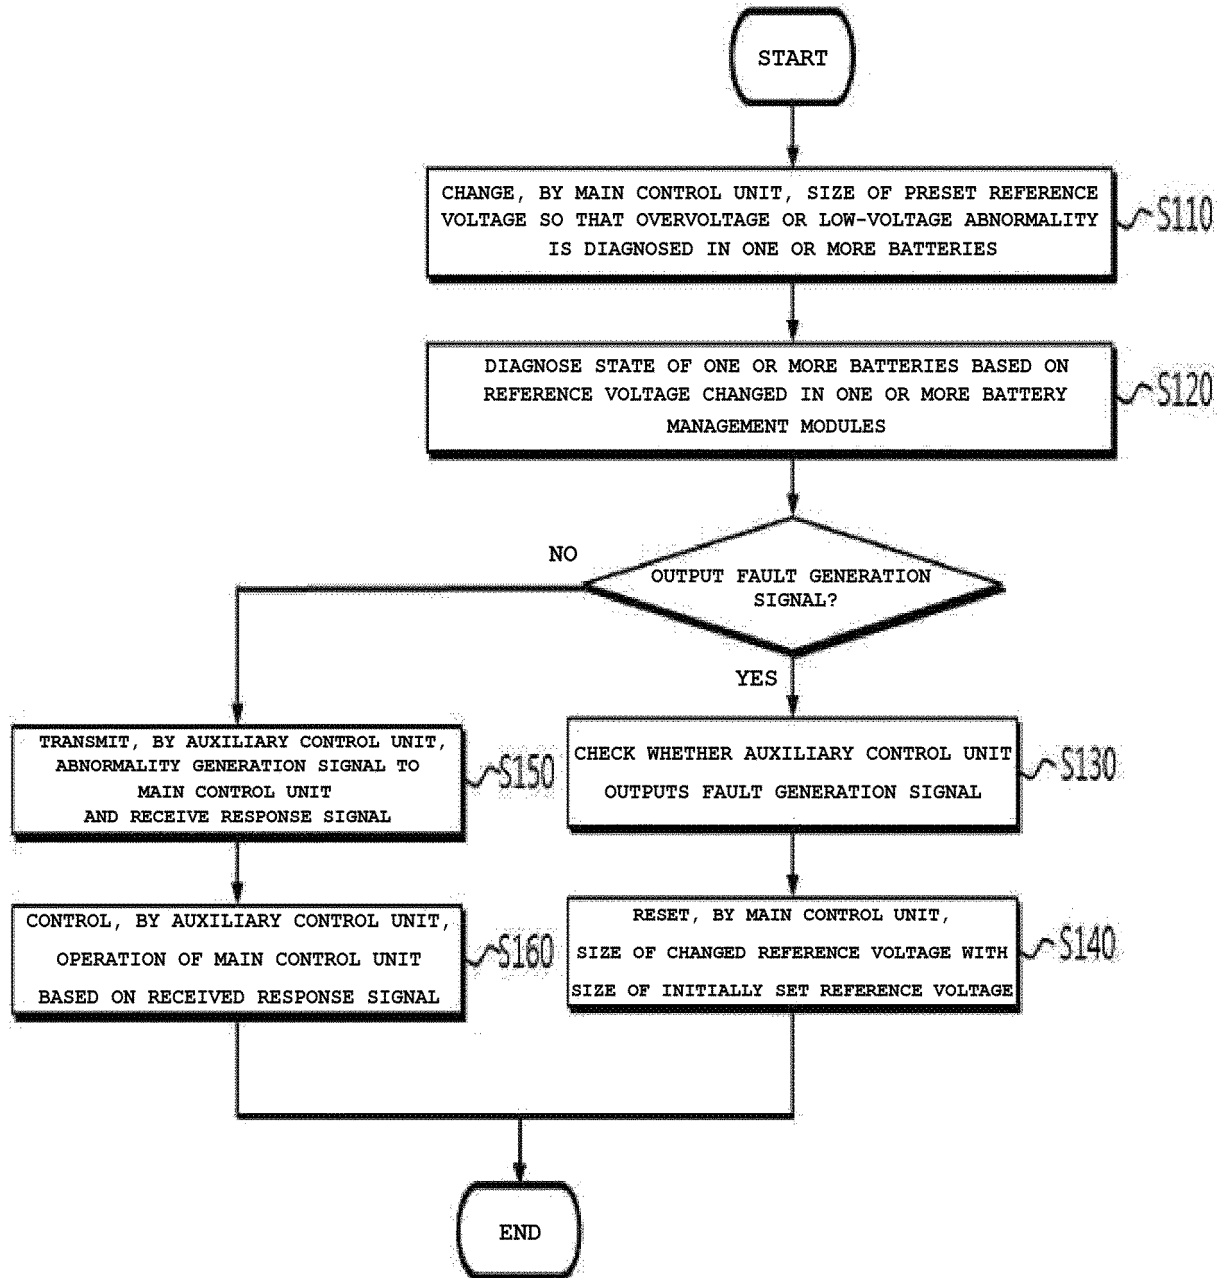 START
CHANGE, BY MAIN CONTROL UNIT, SIZE OF PRESET REFERENCE
VOLTAGE SO THAT OVERVOLTAGE OR LOW-VOLTAGE ABNORMALITY
IS DIAGNOSED IN ONE OR MORE BATTERIES
S110
DIAGNOSE STATE OF ONE OR MORE BATTERIES BASED ON
REFERENCE VOLTAGE CHANGED IN ONE OR MORE BATTERY
MANAGEMENT MODULES
S120
OUTPUT FAULT GENERATION
SIGNAL?
NO
YES
TRANSMIT, BY AUXILIARY CONTROL UNIT,
ABNORMALITY GENERATION SIGNAL TO
MAIN CONTROL UNIT
AND RECEIVE RESPONSE SIGNAL
S150
CHECK WHETHER AUXILIARY CONTROL UNIT
OUTPUTS FAULT GENERATION SIGNAL
S130
CONTROL, BY AUXILIARY CONTROL UNIT,
OPERATION OF MAIN CONTROL UNIT
BASED ON RECEIVED RESPONSE SIGNAL
S160
RESET, BY MAIN CONTROL UNIT,
SIZE OF CHANGED REFERENCE VOLTAGE WITH
SIZE OF INITIALLY SET REFERENCE VOLTAGE
S140
END